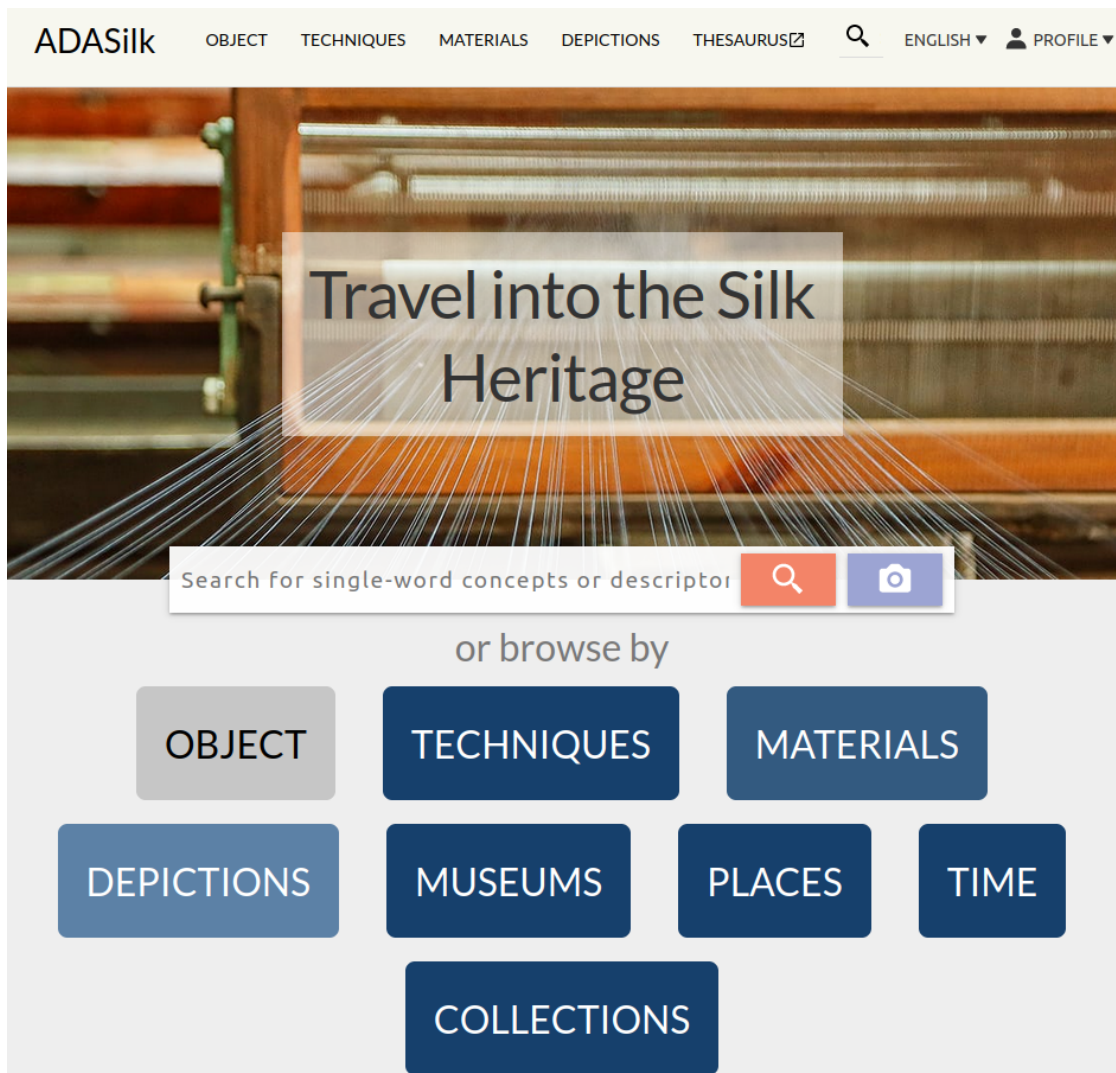 ADASilk OBJECT TECHNIQUES MATERIALS DEPICTIONS THESAURUS ENGLISH PROFILE
Travel into the Silk
Heritage
Search for single-word concepts or descriptor
or browse by
OBJECT TECHNIQUES MATERIALS
DEPICTIONS MUSEUMS PLACES TIME
COLLECTIONS